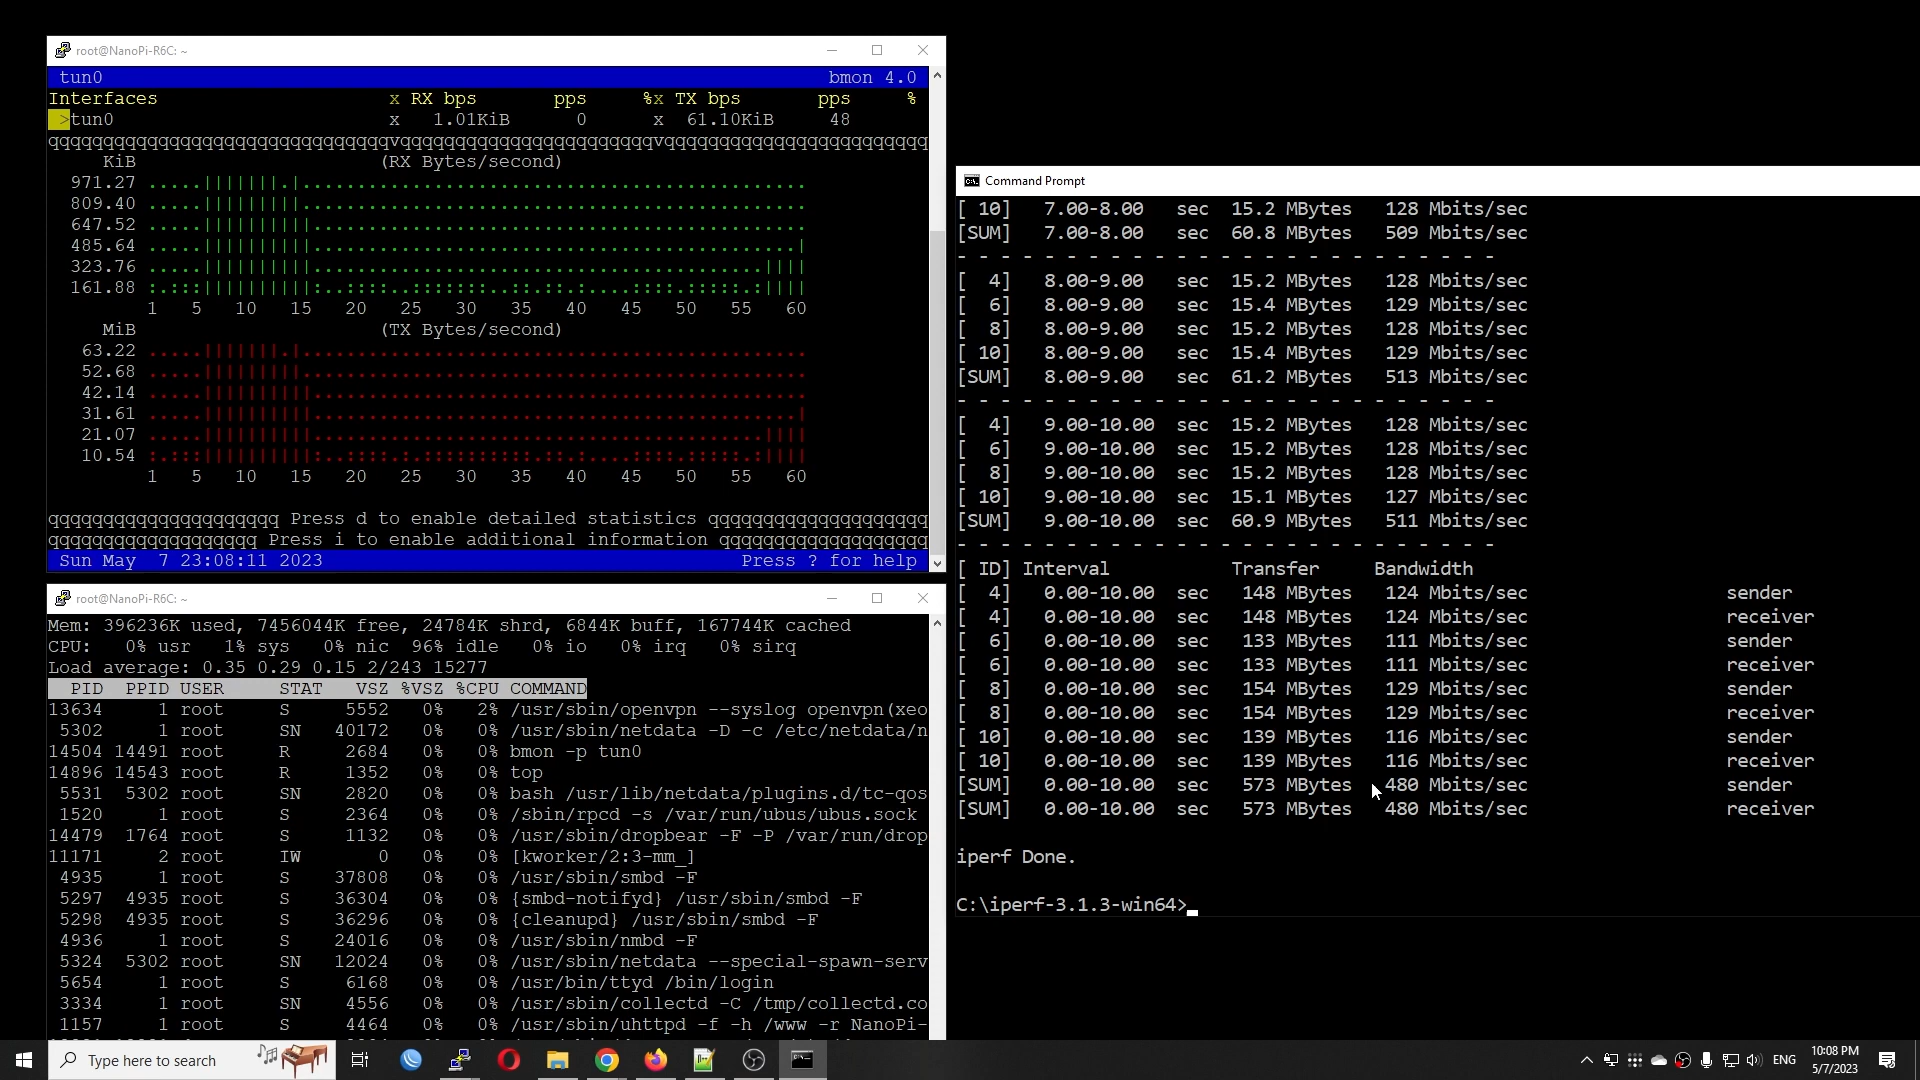 root@NanoPi-R6C: ~
tun0 bmon 4.0
Interfaces x RX bps pps %x TX bps pps %
>tun0 x 1.01KiB 0 x 61.10KiB 48
qqqqqqqqqqqqqqqqqqqqqqqqqqqqqqqvqqqqqqqqqqqqqqqqqqqqqqqvqqqqqqqqqqqqqqqqqqqqqqqq
KiB (RX Bytes/second)
971.27 .....|||||||.|..............................................
809.40 .....|||||||||..............................................
647.52 .....||||||||||.............................................
485.64 .....||||||||||............................................|
323.76 .....||||||||||.........................................||||
161.88 :.:::||||||||||:..:::::::..:::..::.:....:::::..::.:::::.:||||
1 5 10 15 20 25 30 35 40 45 50 55 60
MiB (TX Bytes/second)
63.22 .....|||||||.|..............................................
52.68 .....|||||||||..............................................
42.14 .....||||||||||.............................................
31.61 .....||||||||||............................................|
21.07 .....||||||||||.........................................||||
10.54 :.:::||||||||||:..:::::::..:::..::.:....:::::..::.:::::.:||||
1 5 10 15 20 25 30 35 40 45 50 55 60
qqqqqqqqqqqqqqqqqqqqq Press d to enable detailed statistics qqqqqqqqqqqqqqqqqqqq
qqqqqqqqqqqqqqqqqqq Press i to enable additional information qqqqqqqqqqqqqqqqqqq
Sun May 7 23:08:11 2023 Press ? for help
root@NanoPi-R6C: ~
Mem: 396236K used, 7456044K free, 24784K shrd, 6844K buff, 167744K cached
CPU: 0% usr 1% sys 0% nic 96% idle 0% io 0% irq 0% sirq
Load average: 0.35 0.29 0.15 2/243 15277
PID PPID USER STAT VSZ %VSZ %CPU COMMAND
13634 1 root S 5552 0% 2% /usr/sbin/openvpn --syslog openvpn(xeo
5302 1 root SN 40172 0% 0% /usr/sbin/netdata -D -c /etc/netdata/n
14504 14491 root R 2684 0% 0% bmon -p tun0
14896 14543 root R 1352 0% 0% top
5531 5302 root SN 2820 0% 0% bash /usr/lib/netdata/plugins.d/tc-qos
1520 1 root S 2364 0% 0% /sbin/rpcd -s /var/run/ubus/ubus.sock
14479 1764 root S 1132 0% 0% /usr/sbin/dropbear -F -P /var/run/drop
11171 2 root IW 0 0% 0% [kworker/2:3-mm_]
4935 1 root S 37808 0% 0% /usr/sbin/smbd -F
5297 4935 root S 36304 0% 0% {smbd-notifyd} /usr/sbin/smbd -F
5298 4935 root S 36296 0% 0% {cleanupd} /usr/sbin/smbd -F
4936 1 root S 24016 0% 0% /usr/sbin/nmbd -F
5324 5302 root SN 12024 0% 0% /usr/sbin/netdata --special-spawn-serv
5654 1 root S 6168 0% 0% /usr/bin/ttyd /bin/login
3334 1 root SN 4556 0% 0% /usr/sbin/collectd -C /tmp/collectd.co
1157 1 root S 4464 0% 0% /usr/sbin/uhttpd -f -h /www -r NanoPi-
Command Prompt
[ 10] 7.00-8.00 sec 15.2 MBytes 128 Mbits/sec
[SUM] 7.00-8.00 sec 60.8 MBytes 509 Mbits/sec
- - - - - - - - - - - - - - - - - - - - - - - - -
[ 4] 8.00-9.00 sec 15.2 MBytes 128 Mbits/sec
[ 6] 8.00-9.00 sec 15.4 MBytes 129 Mbits/sec
[ 8] 8.00-9.00 sec 15.2 MBytes 128 Mbits/sec
[ 10] 8.00-9.00 sec 15.4 MBytes 129 Mbits/sec
[SUM] 8.00-9.00 sec 61.2 MBytes 513 Mbits/sec
- - - - - - - - - - - - - - - - - - - - - - - - -
[ 4] 9.00-10.00 sec 15.2 MBytes 128 Mbits/sec
[ 6] 9.00-10.00 sec 15.2 MBytes 128 Mbits/sec
[ 8] 9.00-10.00 sec 15.2 MBytes 128 Mbits/sec
[ 10] 9.00-10.00 sec 15.1 MBytes 127 Mbits/sec
[SUM] 9.00-10.00 sec 60.9 MBytes 511 Mbits/sec
- - - - - - - - - - - - - - - - - - - - - - - - -
[ ID] Interval Transfer Bandwidth
[ 4] 0.00-10.00 sec 148 MBytes 124 Mbits/sec sender
[ 4] 0.00-10.00 sec 148 MBytes 124 Mbits/sec receiver
[ 6] 0.00-10.00 sec 133 MBytes 111 Mbits/sec sender
[ 6] 0.00-10.00 sec 133 MBytes 111 Mbits/sec receiver
[ 8] 0.00-10.00 sec 154 MBytes 129 Mbits/sec sender
[ 8] 0.00-10.00 sec 154 MBytes 129 Mbits/sec receiver
[ 10] 0.00-10.00 sec 139 MBytes 116 Mbits/sec sender
[ 10] 0.00-10.00 sec 139 MBytes 116 Mbits/sec receiver
[SUM] 0.00-10.00 sec 573 MBytes 480 Mbits/sec sender
[SUM] 0.00-10.00 sec 573 MBytes 480 Mbits/sec receiver
iperf Done.
C:\iperf-3.1.3-win64>
Type here to search
ENG
10:08 PM
5/7/2023